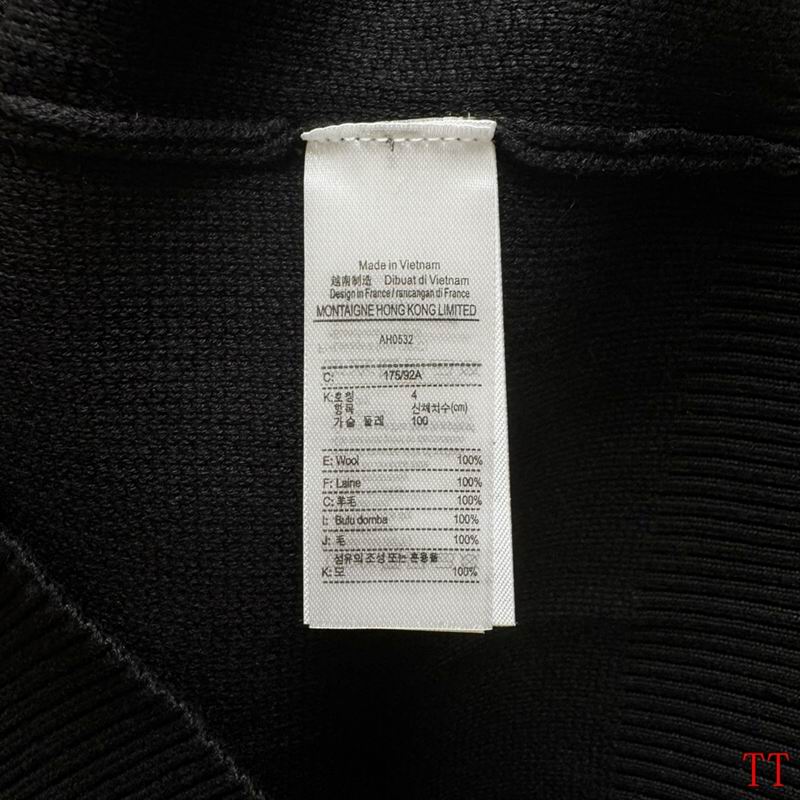 Made in Vietnam
越南制造 Dibuat di Vietnam
Design in France / rancangan di France
MONTAIGNE HONG KONG LIMITED
AH0532
C: 175/92A
K:호칭 4
항목 신체치수(cm)
가슴 둘레 100
E: Wool 100%
F: Laine 100%
C: 羊毛 100%
I: Bulu domba 100%
J: 毛 100%
섬유의 조성 또는 혼용율
K: 모 100%
TT